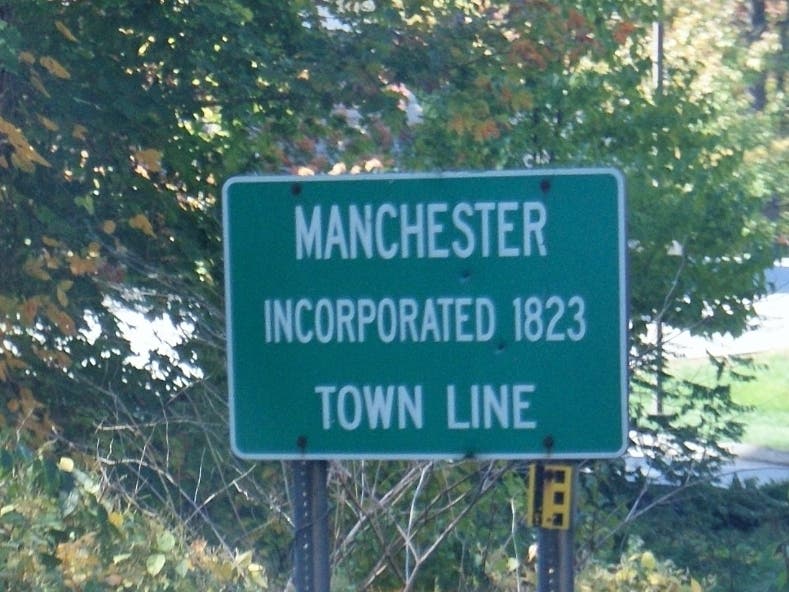 MANCHESTER
INCORPORATED 1823
TOWN LINE